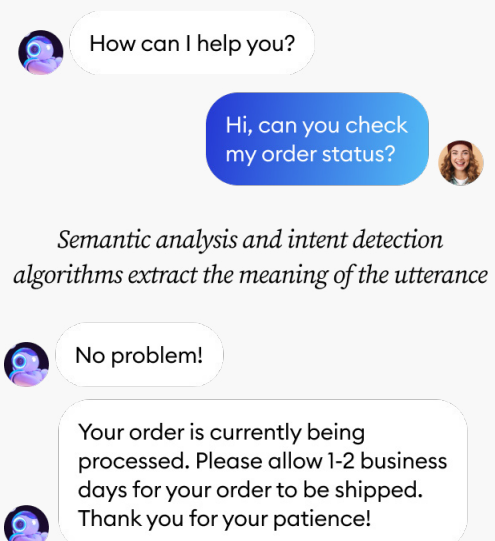 How can I help you?
Hi, can you check
my order status?
Semantic analysis and intent detection
algorithms extract the meaning of the utterance
No problem!
Your order is currently being
processed. Please allow 1-2 business
days for your order to be shipped.
Thank you for your patience!